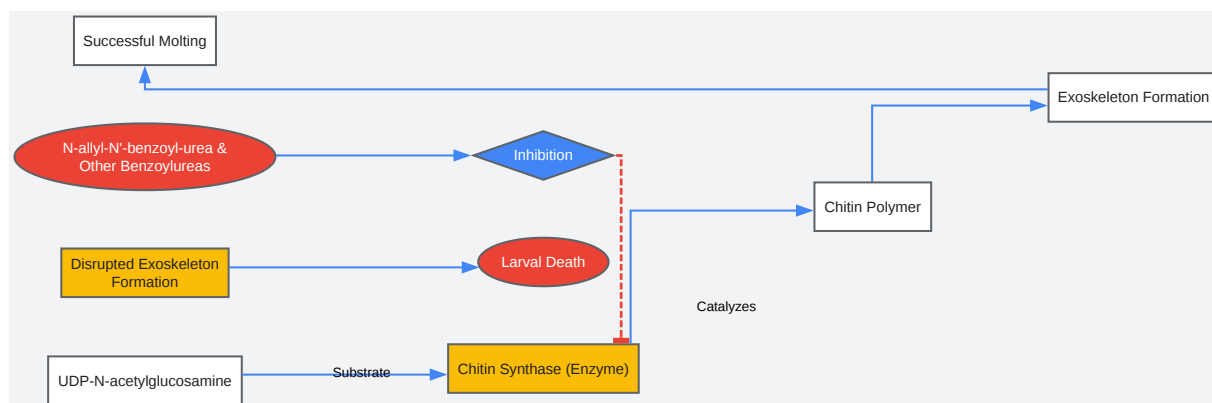 Successful Molting
Exoskeleton Formation
N-allyl-N'-benzoyl-urea &
Other Benzoylureas
Inhibition
Chitin Polymer
Disrupted Exoskeleton
Formation
Larval Death
Catalyzes
UDP-N-acetylglucosamine
Substrate
Chitin Synthase (Enzyme)